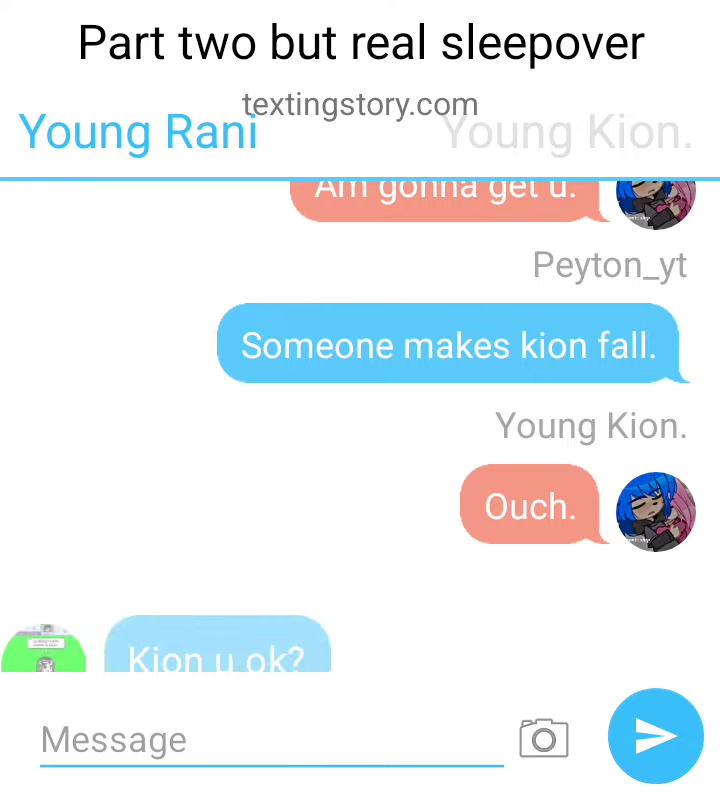 Part two but real sleepover
textingstory.com
Young Rani
Young Kion.
Am gonna get u.
Peyton_yt
Someone makes kion fall.
Young Kion.
Ouch.
Kion u ok?
Message